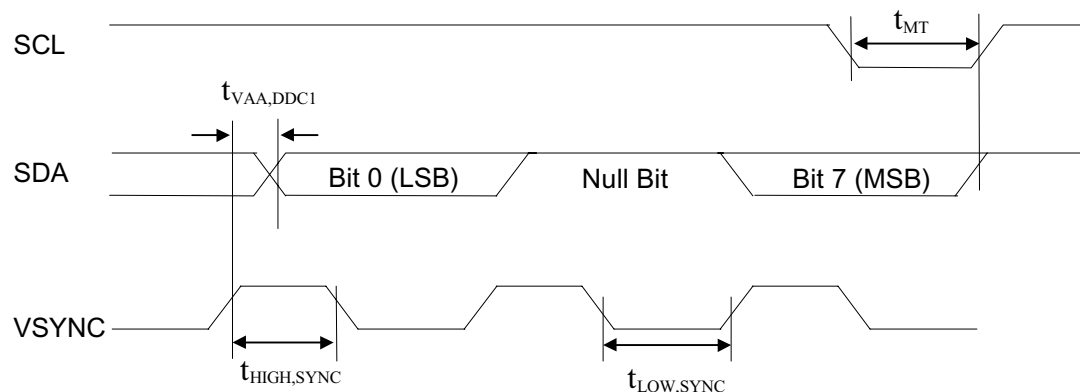 SCL
t_MT
t_VAA,DDC1
SDA
Bit 0 (LSB)
Null Bit
Bit 7 (MSB)
VSYNC
t_HIGH,SYNC
t_LOW,SYNC